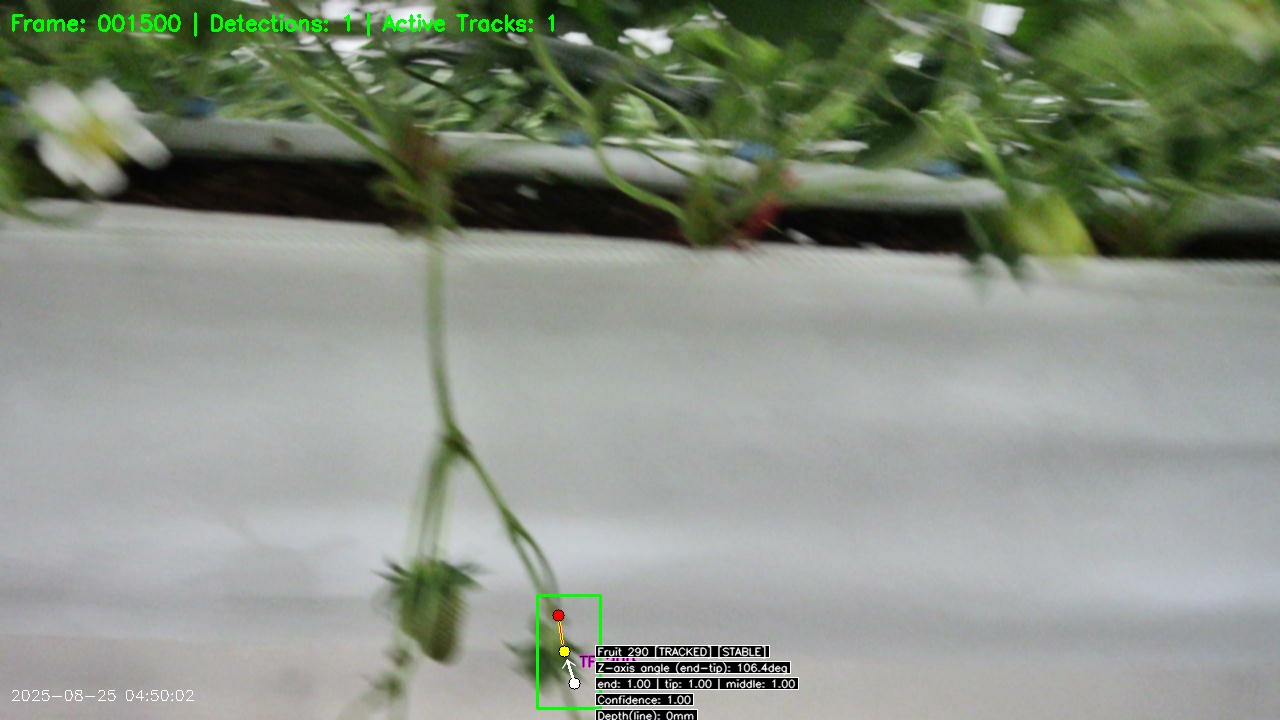 Frame: 001500 | Detections: 1 | Active Tracks: 1
Fruit 290 [TRACKED] [STABLE]
Z-axis angle (end-tip): 106.4deg
end: 1.00 | tip: 1.00 | middle: 1.00
Confidence: 1.00
Depth(line): 0mm
2025-08-25 04:50:02